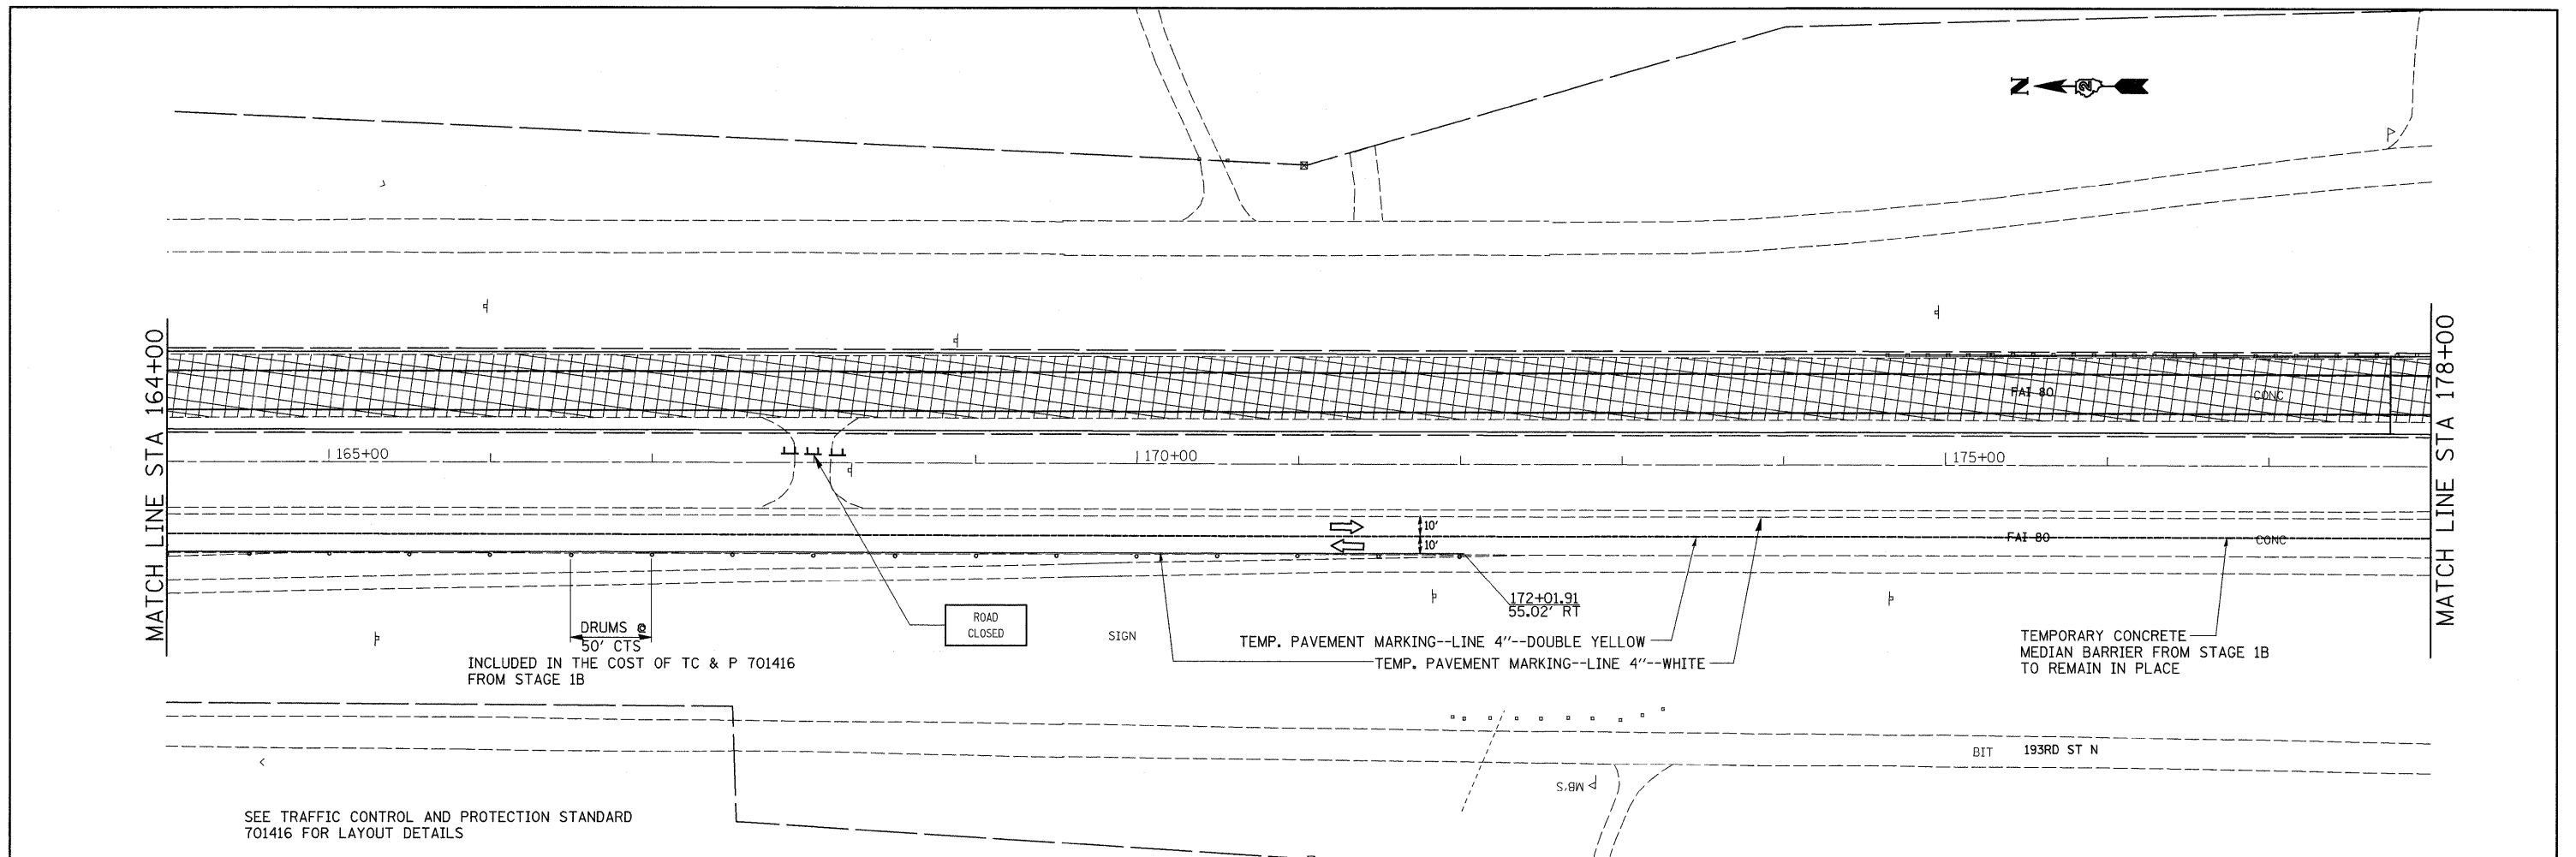 N
2
MATCH LINE STA 164+00
MATCH LINE STA 178+00
FAI 80
CONC
165+00
170+00
175+00
10'
10'
FAI 80
CONC
172+01.91
55.02' RT
ROAD
CLOSED
SIGN
DRUMS @
50' CTS
INCLUDED IN THE COST OF TC & P 701416
FROM STAGE 1B
TEMP. PAVEMENT MARKING--LINE 4"--DOUBLE YELLOW
TEMP. PAVEMENT MARKING--LINE 4"--WHITE
TEMPORARY CONCRETE
MEDIAN BARRIER FROM STAGE 1B
TO REMAIN IN PLACE
BIT 193RD ST N
MB'S
SEE TRAFFIC CONTROL AND PROTECTION STANDARD
701416 FOR LAYOUT DETAILS